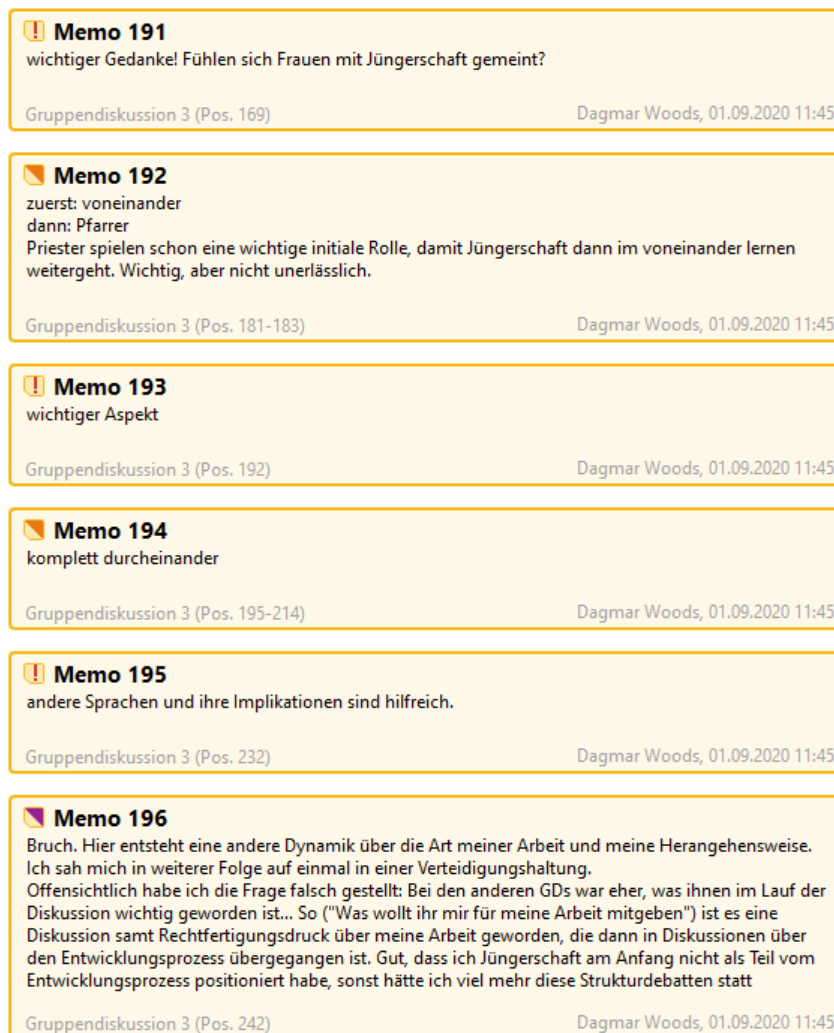 Memo 191
wichtiger Gedanke! Fühlen sich Frauen mit Jüngerschaft gemeint?
Gruppendiskussion 3 (Pos. 169) Dagmar Woods, 01.09.2020 11:45
Memo 192
zuerst: voneinander
dann: Pfarrer
Priester spielen schon eine wichtige initiale Rolle, damit Jüngerschaft dann im voneinander lernen
weitergeht. Wichtig, aber nicht unerlässlich.
Gruppendiskussion 3 (Pos. 181-183) Dagmar Woods, 01.09.2020 11:45
Memo 193
wichtiger Aspekt
Gruppendiskussion 3 (Pos. 192) Dagmar Woods, 01.09.2020 11:45
Memo 194
komplett durcheinander
Gruppendiskussion 3 (Pos. 195-214) Dagmar Woods, 01.09.2020 11:45
Memo 195
andere Sprachen und ihre Implikationen sind hilfreich.
Gruppendiskussion 3 (Pos. 232) Dagmar Woods, 01.09.2020 11:45
Memo 196
Bruch. Hier entsteht eine andere Dynamik über die Art meiner Arbeit und meine Herangehensweise.
Ich sah mich in weiterer Folge auf einmal in einer Verteidigungshaltung.
Offensichtlich habe ich die Frage falsch gestellt: Bei den anderen GDs war eher, was ihnen im Lauf der
Diskussion wichtig geworden ist... So ("Was wollt ihr mir für meine Arbeit mitgeben") ist es eine
Diskussion samt Rechtfertigungsdruck über meine Arbeit geworden, die dann in Diskussionen über
den Entwicklungsprozess übergegangen ist. Gut, dass ich Jüngerschaft am Anfang nicht als Teil vom
Entwicklungsprozess positioniert habe, sonst hätte ich viel mehr diese Strukturdebatten statt
Gruppendiskussion 3 (Pos. 242) Dagmar Woods, 01.09.2020 11:45